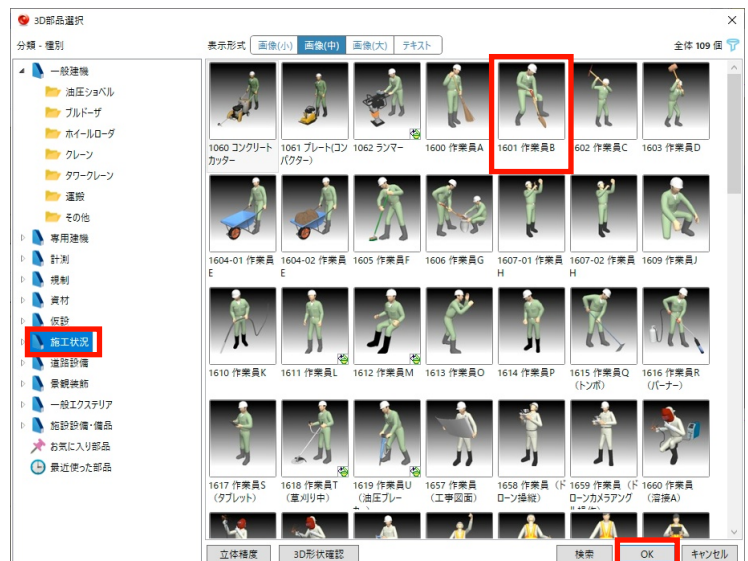 3D部品選択
分類 - 種別
表示形式 画像(小) 画像(中) 画像(大) テキスト 全体 109 個
一般建機
油圧ショベル
ブルドーザ
ホイールローダ
クレーン
タワークレーン
運搬
その他
専用建機
計測
規制
資材
仮設
施工状況
道路設備
景観装飾
一般エクステリア
施設設備・備品
お気に入り部品
最近使った部品
1060 コンクリート
カッター
1061 プレート(コン
パクター)
1062 ランマー
1600 作業員A
1601 作業員B
1602 作業員C
1603 作業員D
1604-01 作業員
E
1604-02 作業員
E
1605 作業員F
1606 作業員G
1607-01 作業員
H
1607-02 作業員
H
1609 作業員J
1610 作業員K
1611 作業員L
1612 作業員M
1613 作業員O
1614 作業員P
1615 作業員Q
(トンボ)
1616 作業員R
(バーナー)
1617 作業員S
(タブレット)
1618 作業員T
(草刈り中)
1619 作業員U
(油圧ブレー
1657 作業員
(工事図面)
1658 作業員 (ド
ローン操縦)
1659 作業員 (ド
ローンカメラアング
1660 作業員
(溶接A)
立体精度 3D形状確認 検索 OK キャンセル